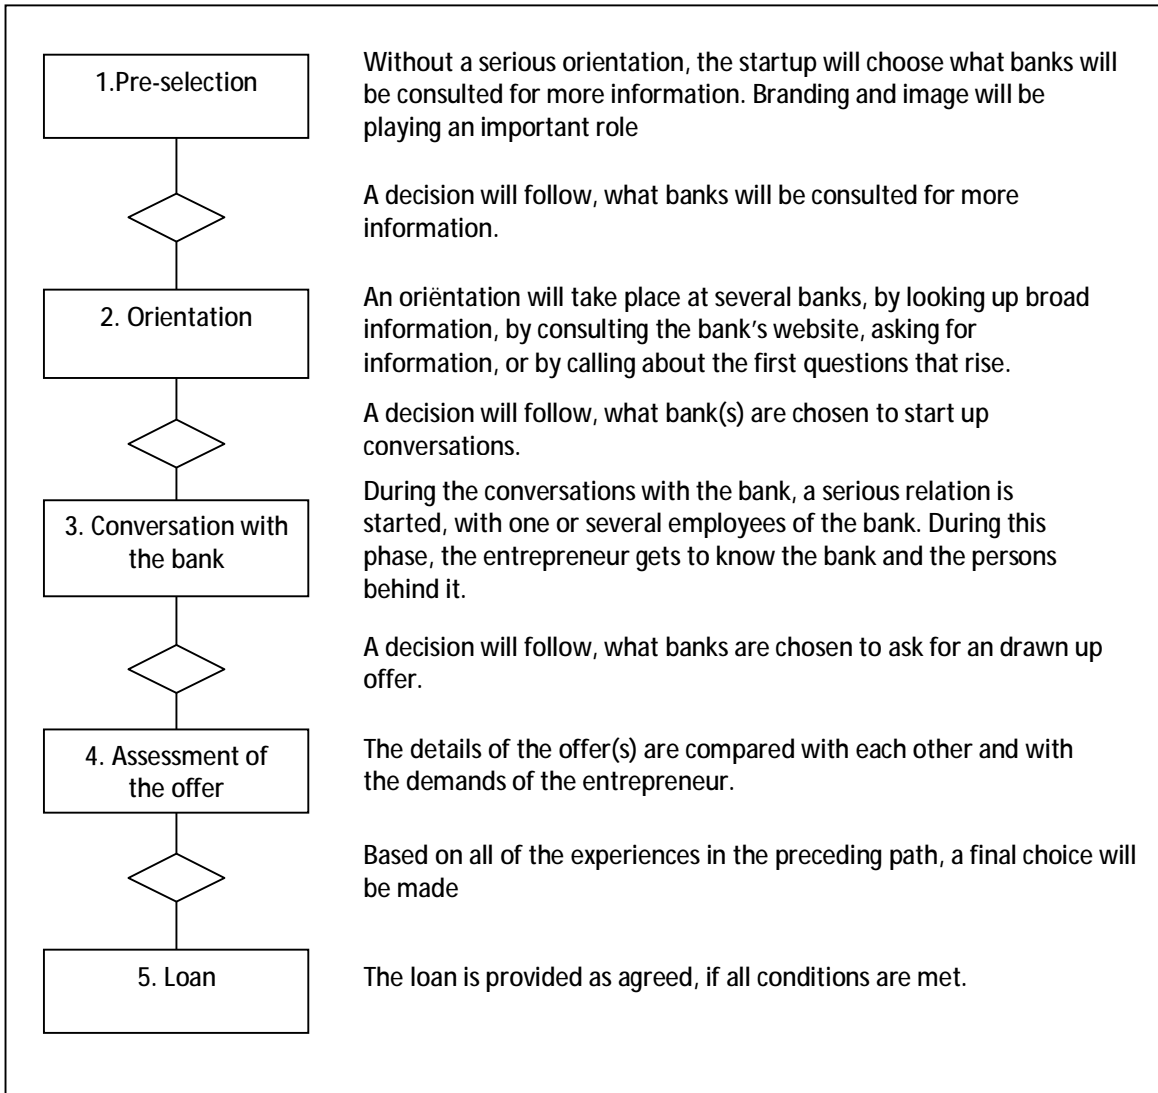 1.Pre-selection
Without a serious orientation, the startup will choose what banks will
be consulted for more information. Branding and image will be
playing an important role
A decision will follow, what banks will be consulted for more
information.
2. Orientation
An oriëntation will take place at several banks, by looking up broad
information, by consulting the bank's website, asking for
information, or by calling about the first questions that rise.
A decision will follow, what bank(s) are chosen to start up
conversations.
3. Conversation with
the bank
During the conversations with the bank, a serious relation is
started, with one or several employees of the bank. During this
phase, the entrepreneur gets to know the bank and the persons
behind it.
A decision will follow, what banks are chosen to ask for an drawn up
offer.
4. Assessment of
the offer
The details of the offer(s) are compared with each other and with
the demands of the entrepreneur.
Based on all of the experiences in the preceding path, a final choice will
be made
5. Loan
The loan is provided as agreed, if all conditions are met.